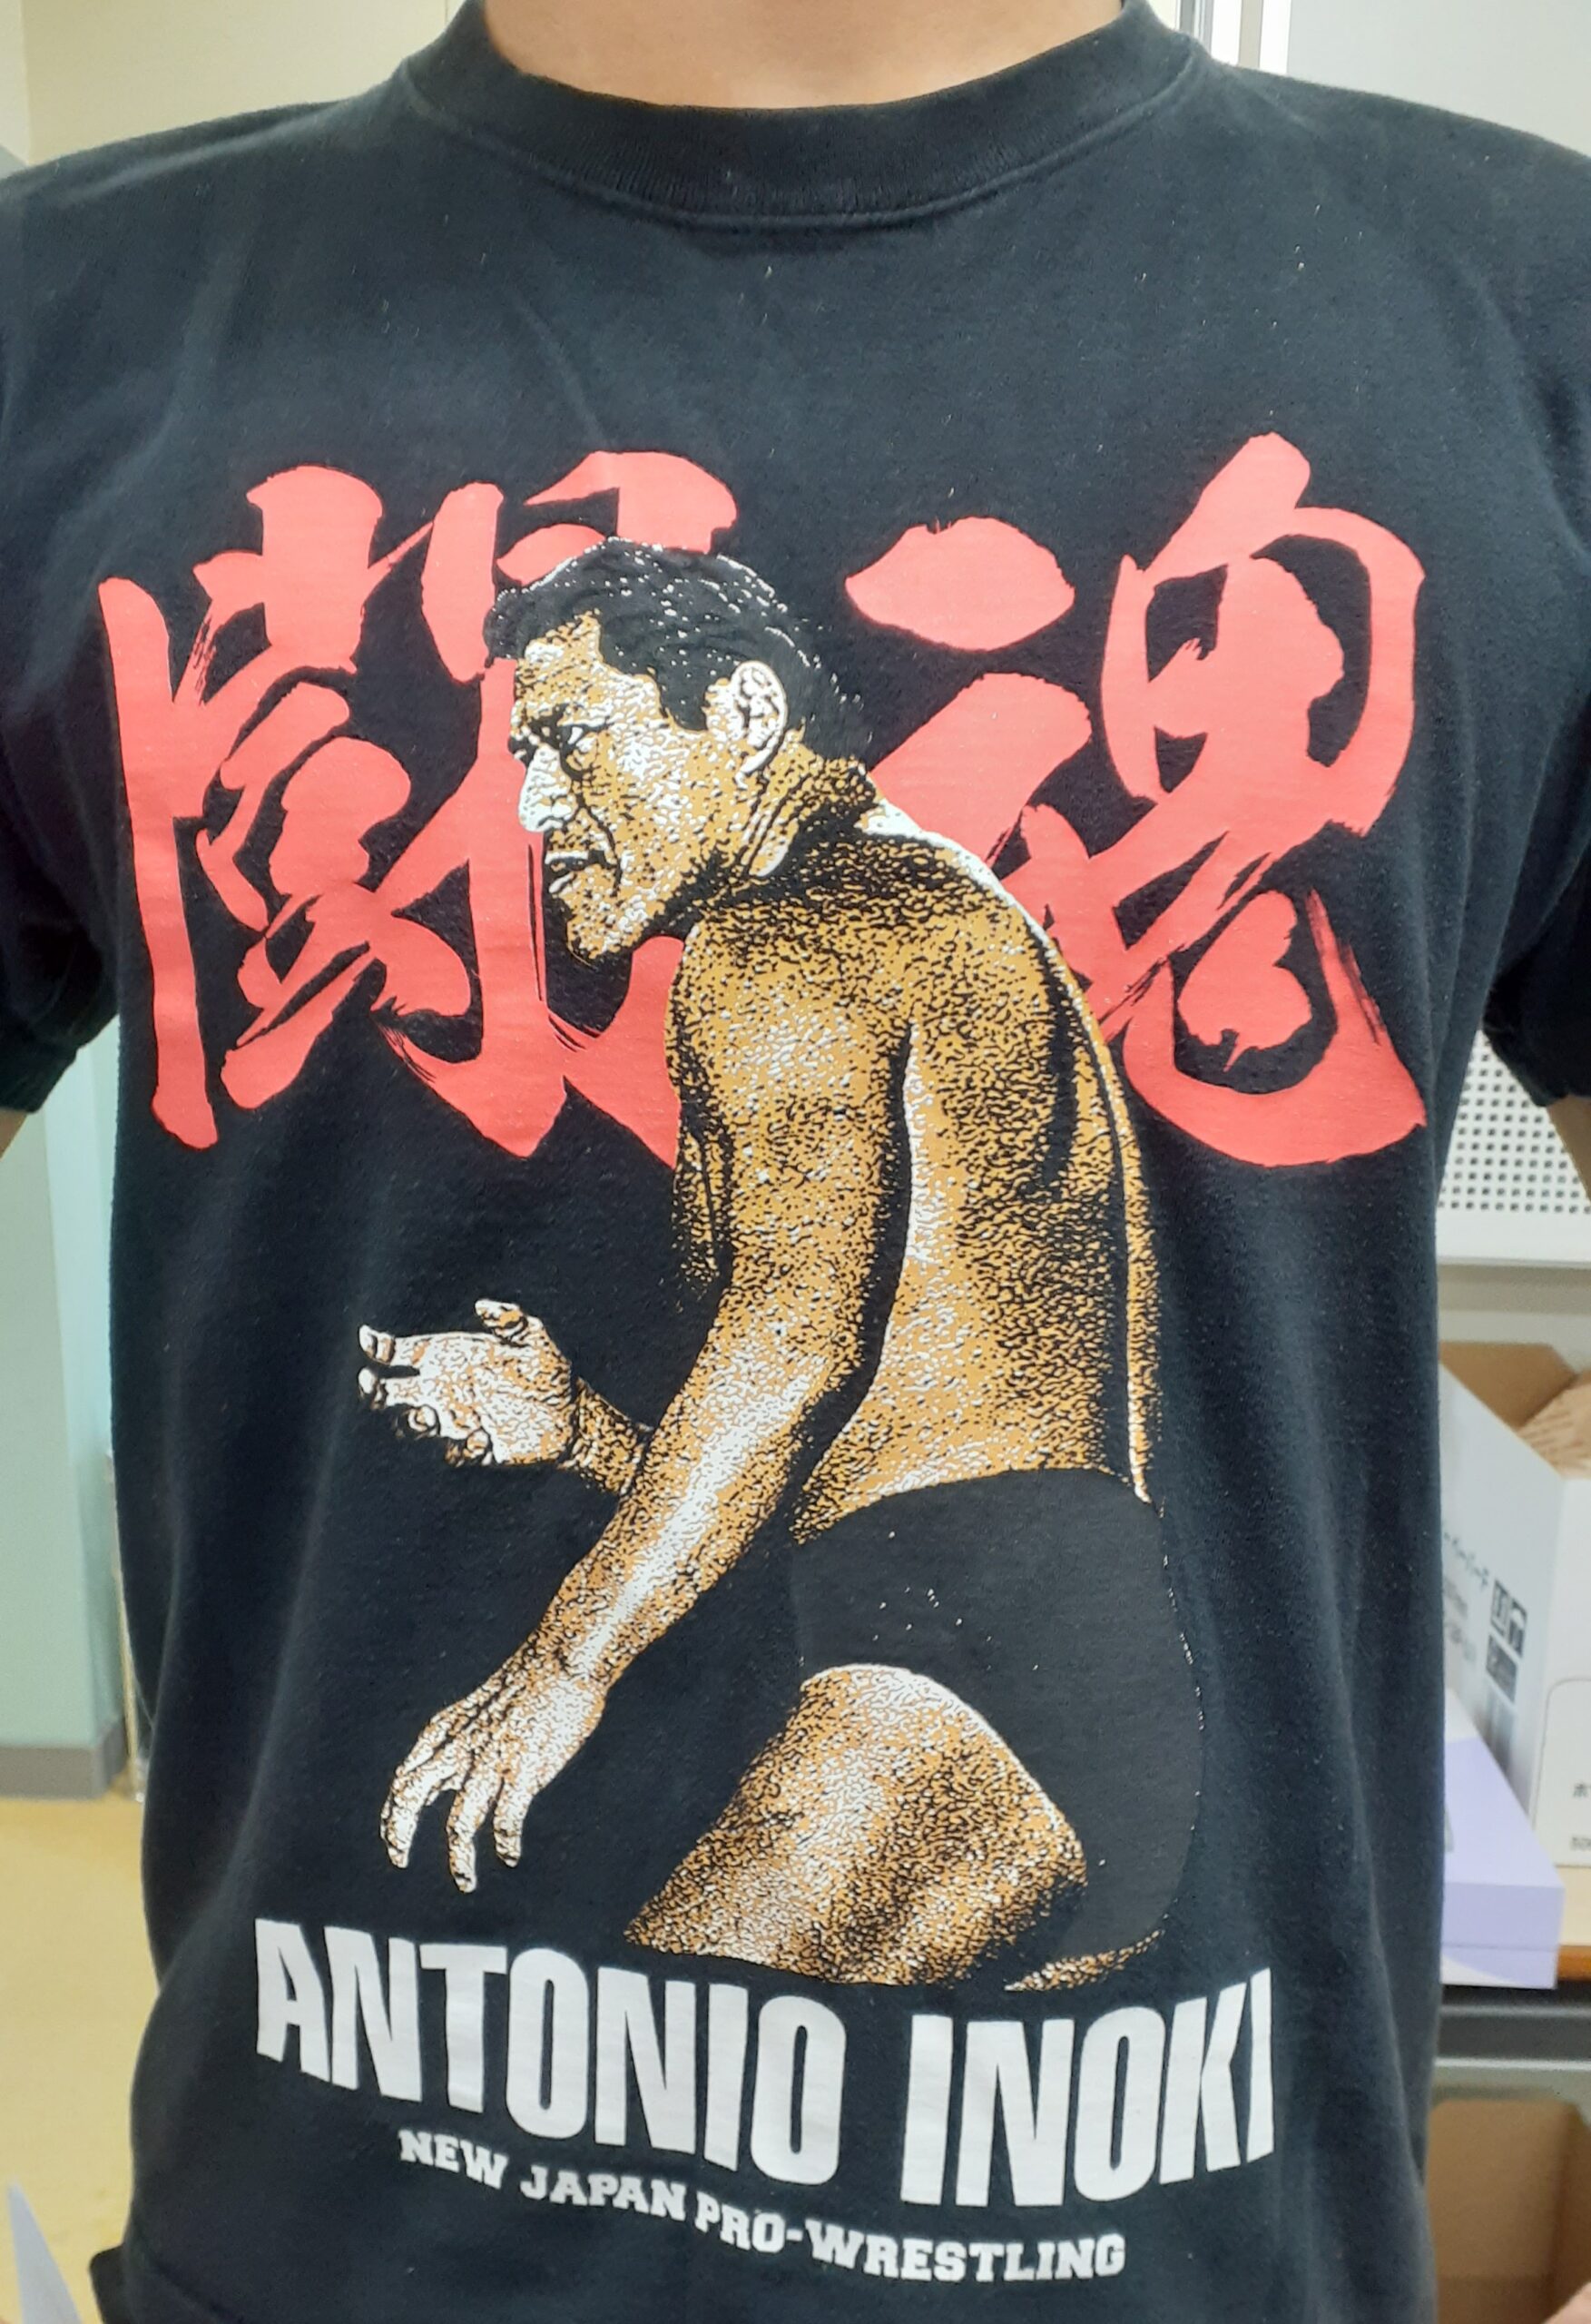 闘魂
ANTONIO INOKI
NEW JAPAN PRO-WRESTLING